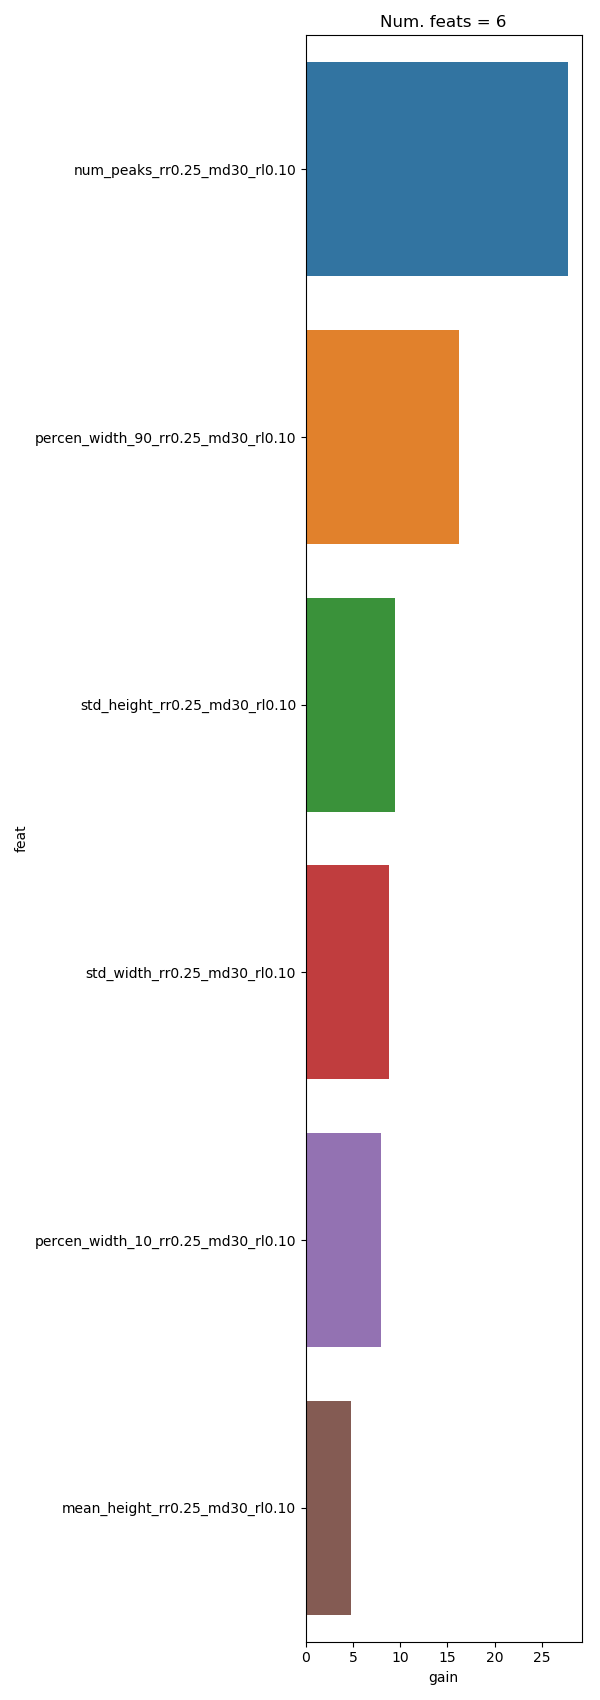 Num. feats = 6
num_peaks_rr0.25_md30_rl0.10
percen_width_90_rr0.25_md30_rl0.10
std_height_rr0.25_md30_rl0.10
feat
std_width_rr0.25_md30_rl0.10
percen_width_10_rr0.25_md30_rl0.10
mean_height_rr0.25_md30_rl0.10
0 5 10 15 20 25
gain